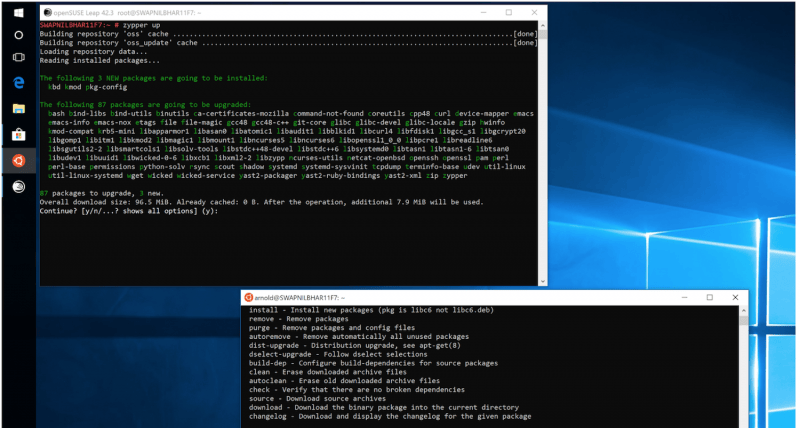 openSUSE Leap 42.3 root@SWAPNILBHAR11F7: ~
SWAPNILBHAR11F7:~ # zypper up
Building repository 'oss' cache ................................................................................[done]
Building repository 'oss_update' cache .........................................................................[done]
Loading repository data...
Reading installed packages...
The following 3 NEW packages are going to be installed:
kbd kmod pkg-config
The following 87 packages are going to be upgraded:
bash bind-libs bind-utils binutils ca-certificates-mozilla command-not-found coreutils cpp48 curl device-mapper emacs
emacs-info emacs-nox etags file file-magic gcc48 gcc48-c++ git-core glibc glibc-devel glibc-locale gzip hwinfo
kmod-compat krb5-mini libapparmor1 libasan0 libatomic1 libaudit1 libblkid1 libcurl4 libfdisk1 libgcc_s1 libgcrypt20
libgomp1 libitm1 libkmod2 libmagic1 libmount1 libncurses5 libncurses6 libopenssl1_0_0 libpcre1 libreadline6
libsgutils2-2 libsmartcols1 libsolv-tools libstdc++48-devel libstdc++6 libsystemd0 libtasn1 libtasn1-6 libtsan0
libudev1 libuuid1 libwicked-0-6 libxcb1 libxml2-2 libzypp ncurses-utils netcat-openbsd openssh openssl pam perl
perl-base permissions python-solv rsync scout shadow systemd systemd-sysvinit tcpdump terminfo-base udev util-linux
util-linux-systemd wget wicked wicked-service yast2-packager yast2-ruby-bindings yast2-xml zip zypper
87 packages to upgrade, 3 new.
Overall download size: 96.5 MiB. Already cached: 0 B. After the operation, additional 7.9 MiB will be used.
Continue? [y/n/...? shows all options] (y):
arnold@SWAPNILBHAR11F7: ~
install - Install new packages (pkg is libc6 not libc6.deb)
remove - Remove packages
purge - Remove packages and config files
autoremove - Remove automatically all unused packages
dist-upgrade - Distribution upgrade, see apt-get(8)
dselect-upgrade - Follow dselect selections
build-dep - Configure build-dependencies for source packages
clean - Erase downloaded archive files
autoclean - Erase old downloaded archive files
check - Verify that there are no broken dependencies
source - Download source archives
download - Download the binary package into the current directory
changelog - Download and display the changelog for the given package